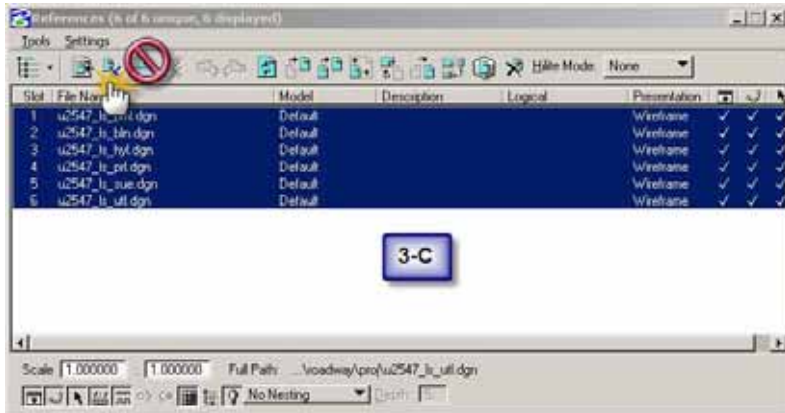 References (6 of 6 unique, 6 displayed)
Tools Settings
Hilite Mode: None
Slot File Model Description Logical Presentation
1 Default Wireframe
2 u2547_ls_bln.dgn Default Wireframe
3 u2547_ls_hyl.dgn Default Wireframe
4 u2547_ls_prl.dgn Default Wireframe
5 u2547_ls_sue.dgn Default Wireframe
6 u2547_ls_utl.dgn Default Wireframe
3-C
Scale 1.000000 : 1.000000 Full Path: ...\roadway\proj\u2547_ls_utl.dgn
No Nesting Depth: